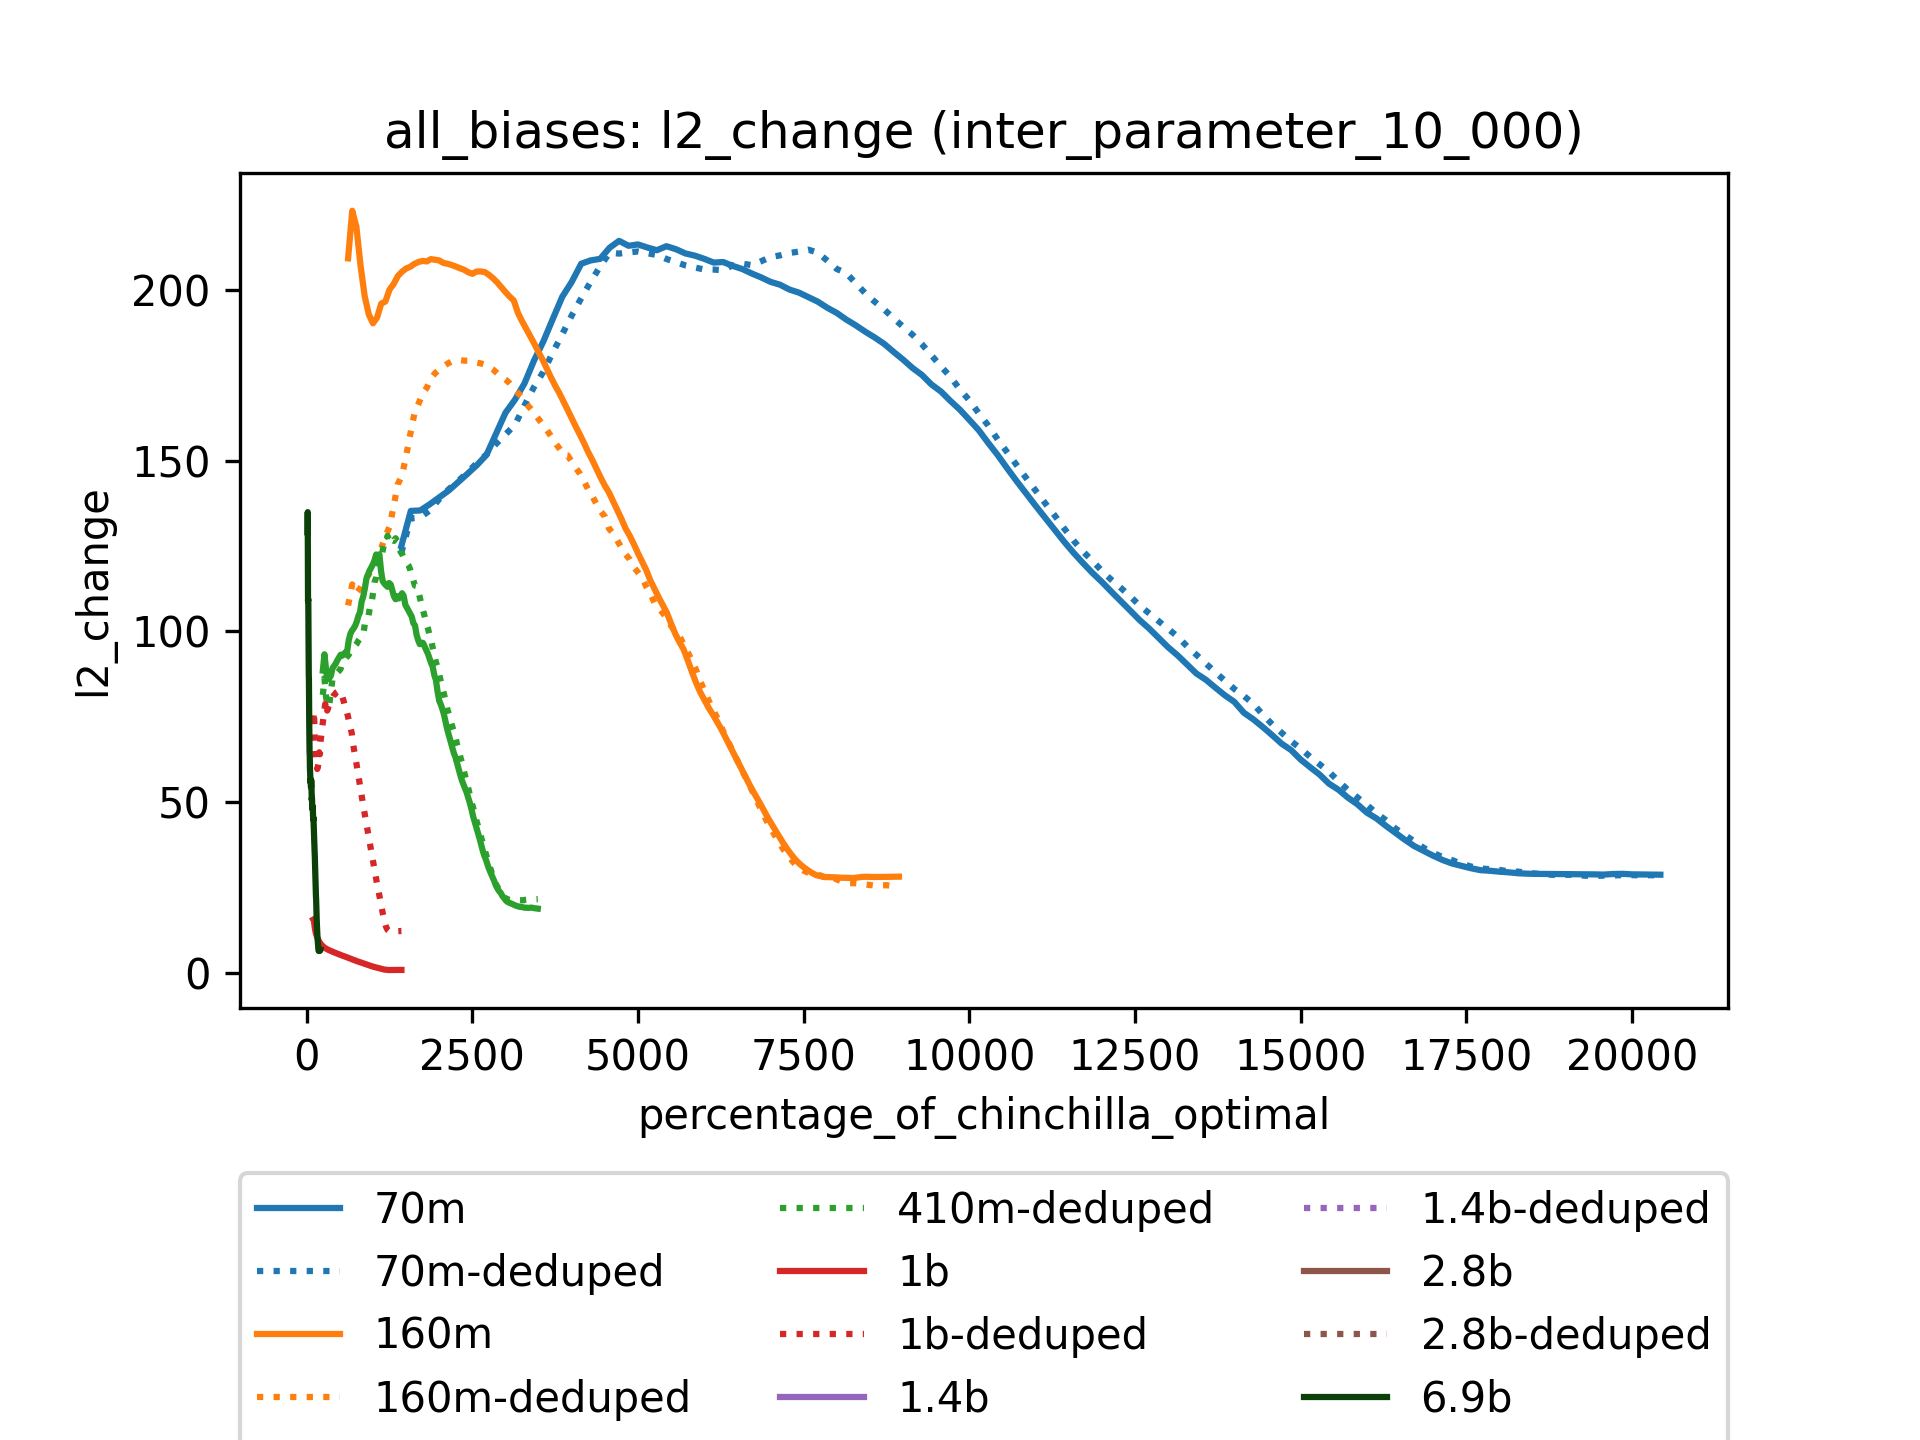 all_biases: l2_change (inter_parameter_10_000)
200
150
100
50
0
l2_change
0 2500 5000 7500 10000 12500 15000 17500 20000
percentage_of_chinchilla_optimal
70m
70m-deduped
160m
160m-deduped
410m-deduped
1b
1b-deduped
1.4b
1.4b-deduped
2.8b
2.8b-deduped
6.9b